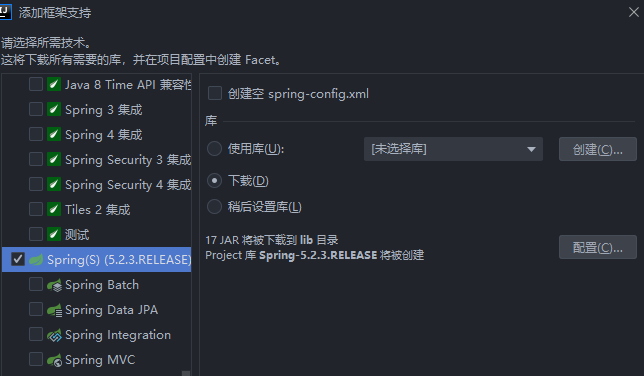 添加框架支持
请选择所需技术。
这将下载所有需要的库，并在项目配置中创建 Facet。
Java 8 Time API 兼容性
Spring 3 集成
Spring 4 集成
Spring Security 3 集成
Spring Security 4 集成
Tiles 2 集成
测试
Spring(S) (5.2.3.RELEASE)
Spring Batch
Spring Data JPA
Spring Integration
Spring MVC
创建空 spring-config.xml
库
使用库(U):
[未选择库]
创建(C)...
下载(D)
稍后设置库(L)
17 JAR 将被下载到 lib 目录
Project 库 Spring-5.2.3.RELEASE 将被创建
配置(C)...